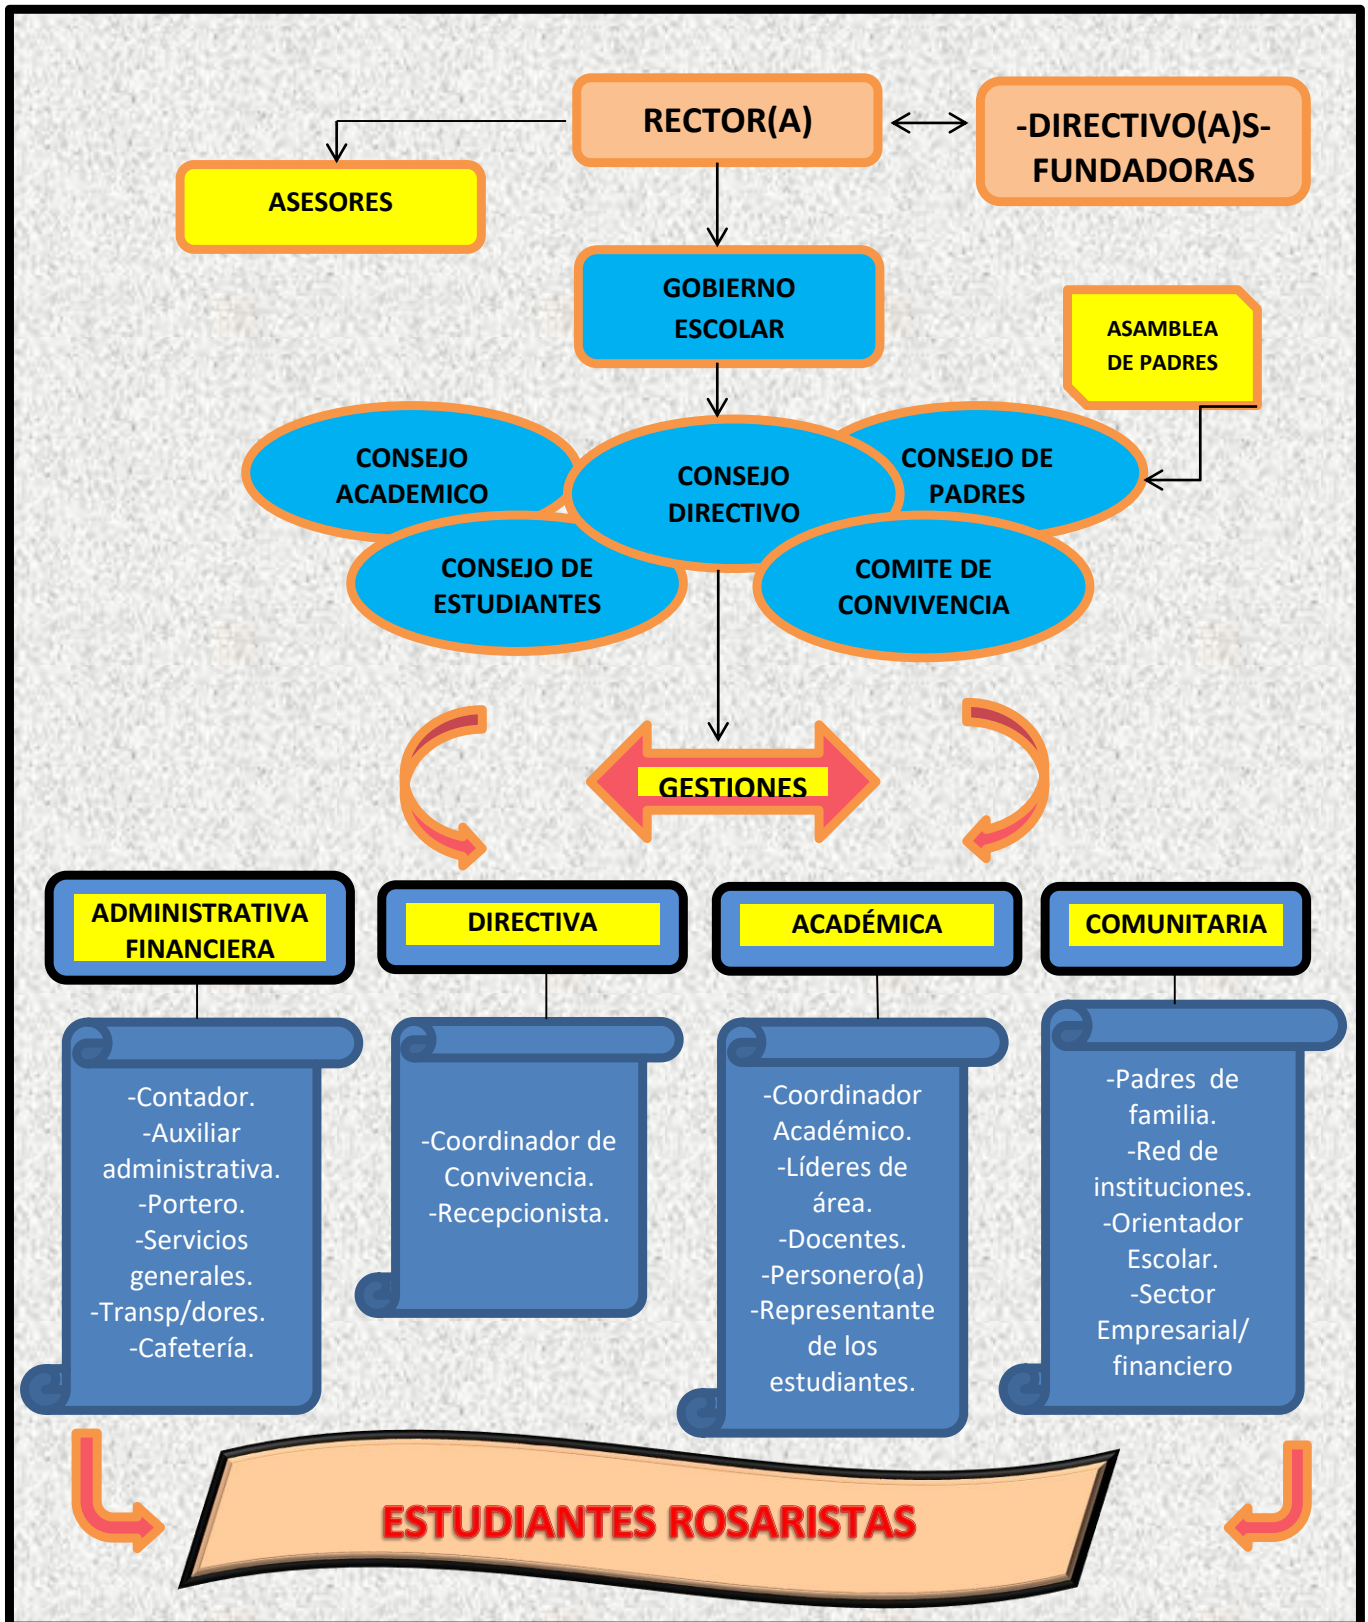 RECTOR(A)
-DIRECTIVO(A)S-
FUNDADORAS
ASESORES
GOBIERNO
ESCOLAR
ASAMBLEA
DE PADRES
CONSEJO
ACADEMICO
CONSEJO
DIRECTIVO
CONSEJO DE
PADRES
CONSEJO DE
ESTUDIANTES
COMITE DE
CONVIVENCIA
GESTIONES
ADMINISTRATIVA
FINANCIERA
DIRECTIVA
ACADÉMICA
COMUNITARIA
-Contador.
-Auxiliar
administrativa.
-Portero.
-Servicios
generales.
-Transp/dores.
-Cafetería.
-Coordinador de
Convivencia.
-Recepcionista.
-Coordinador
Académico.
-Líderes de
área.
-Docentes.
-Personero(a)
-Representante
de los
estudiantes.
-Padres de
familia.
-Red de
instituciones.
-Orientador
Escolar.
-Sector
Empresarial/
financiero
ESTUDIANTES ROSARISTAS